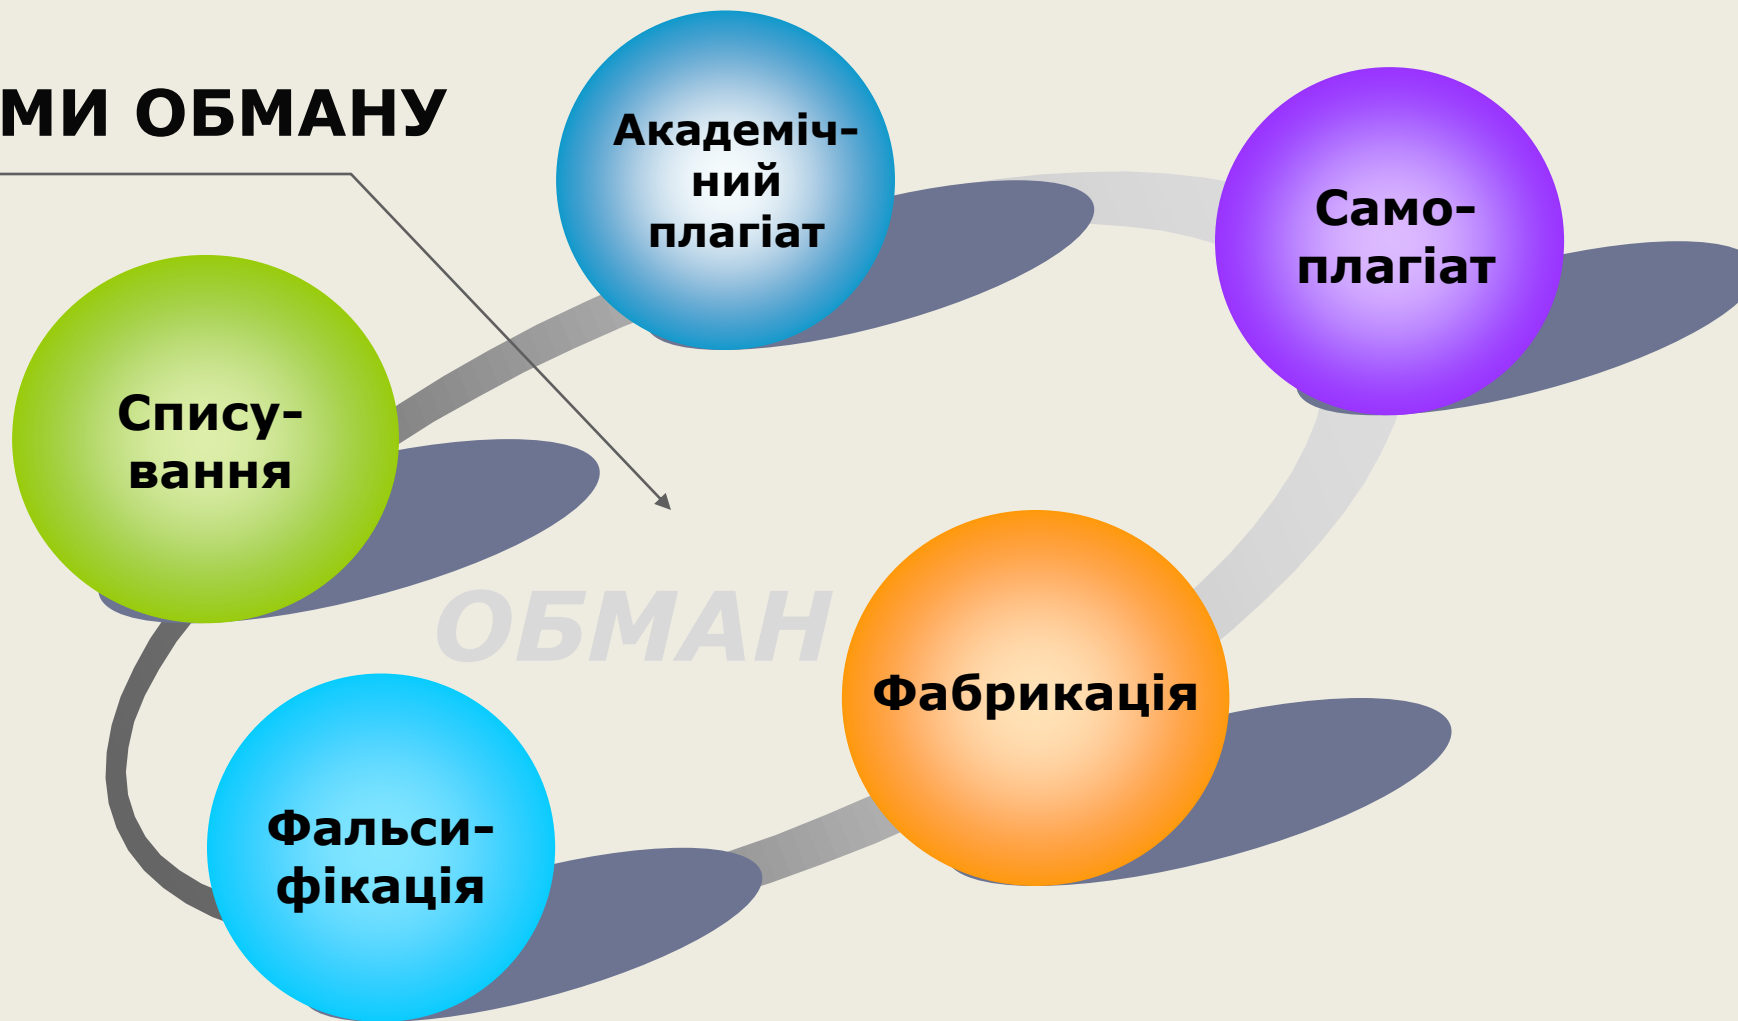 МИ ОБМАНУ
Академіч-
ний
плагіат
Само-
плагіат
Спису-
вання
ОБМАН
Фабрикація
Фальси-
фікація